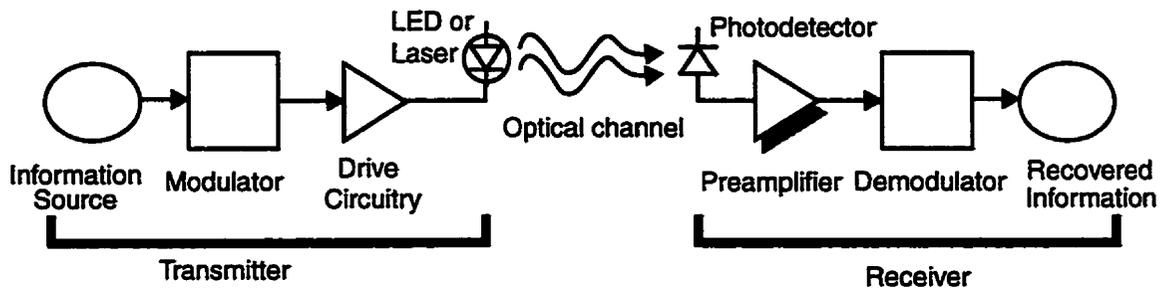 LED or
Laser
Photodetector
Optical channel
Information
Source
Modulator
Drive
Circuitry
Preamplifier
Demodulator
Recovered
Information
Transmitter
Receiver